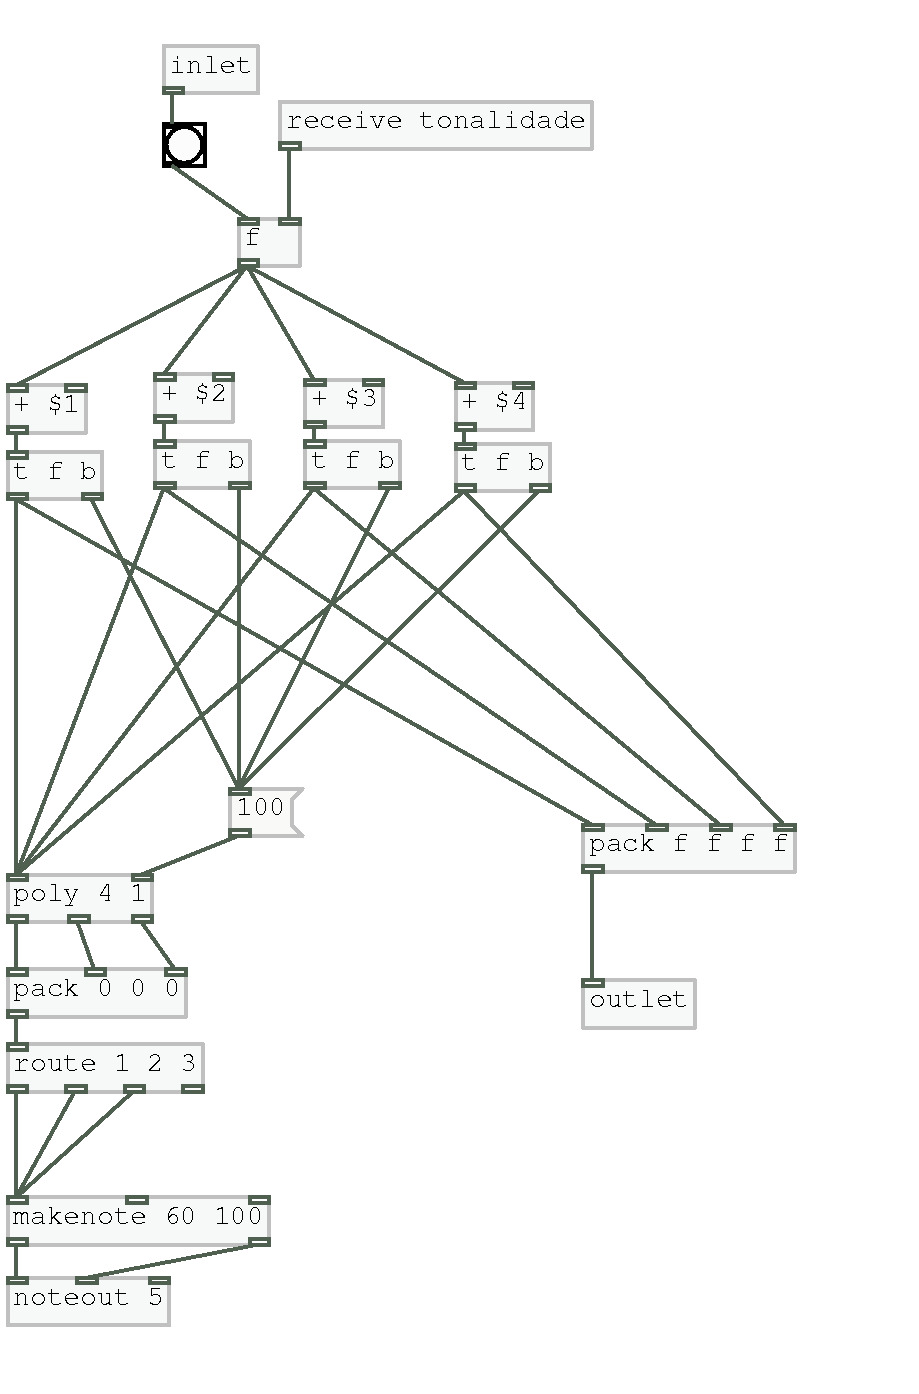 inlet
receive tonalidade
f
+ $1
+ $2
+ $3
+ $4
t f b
t f b
t f b
t f b
100
pack f f f f
poly 4 1
pack 0 0 0
outlet
route 1 2 3
makenote 60 100
noteout 5